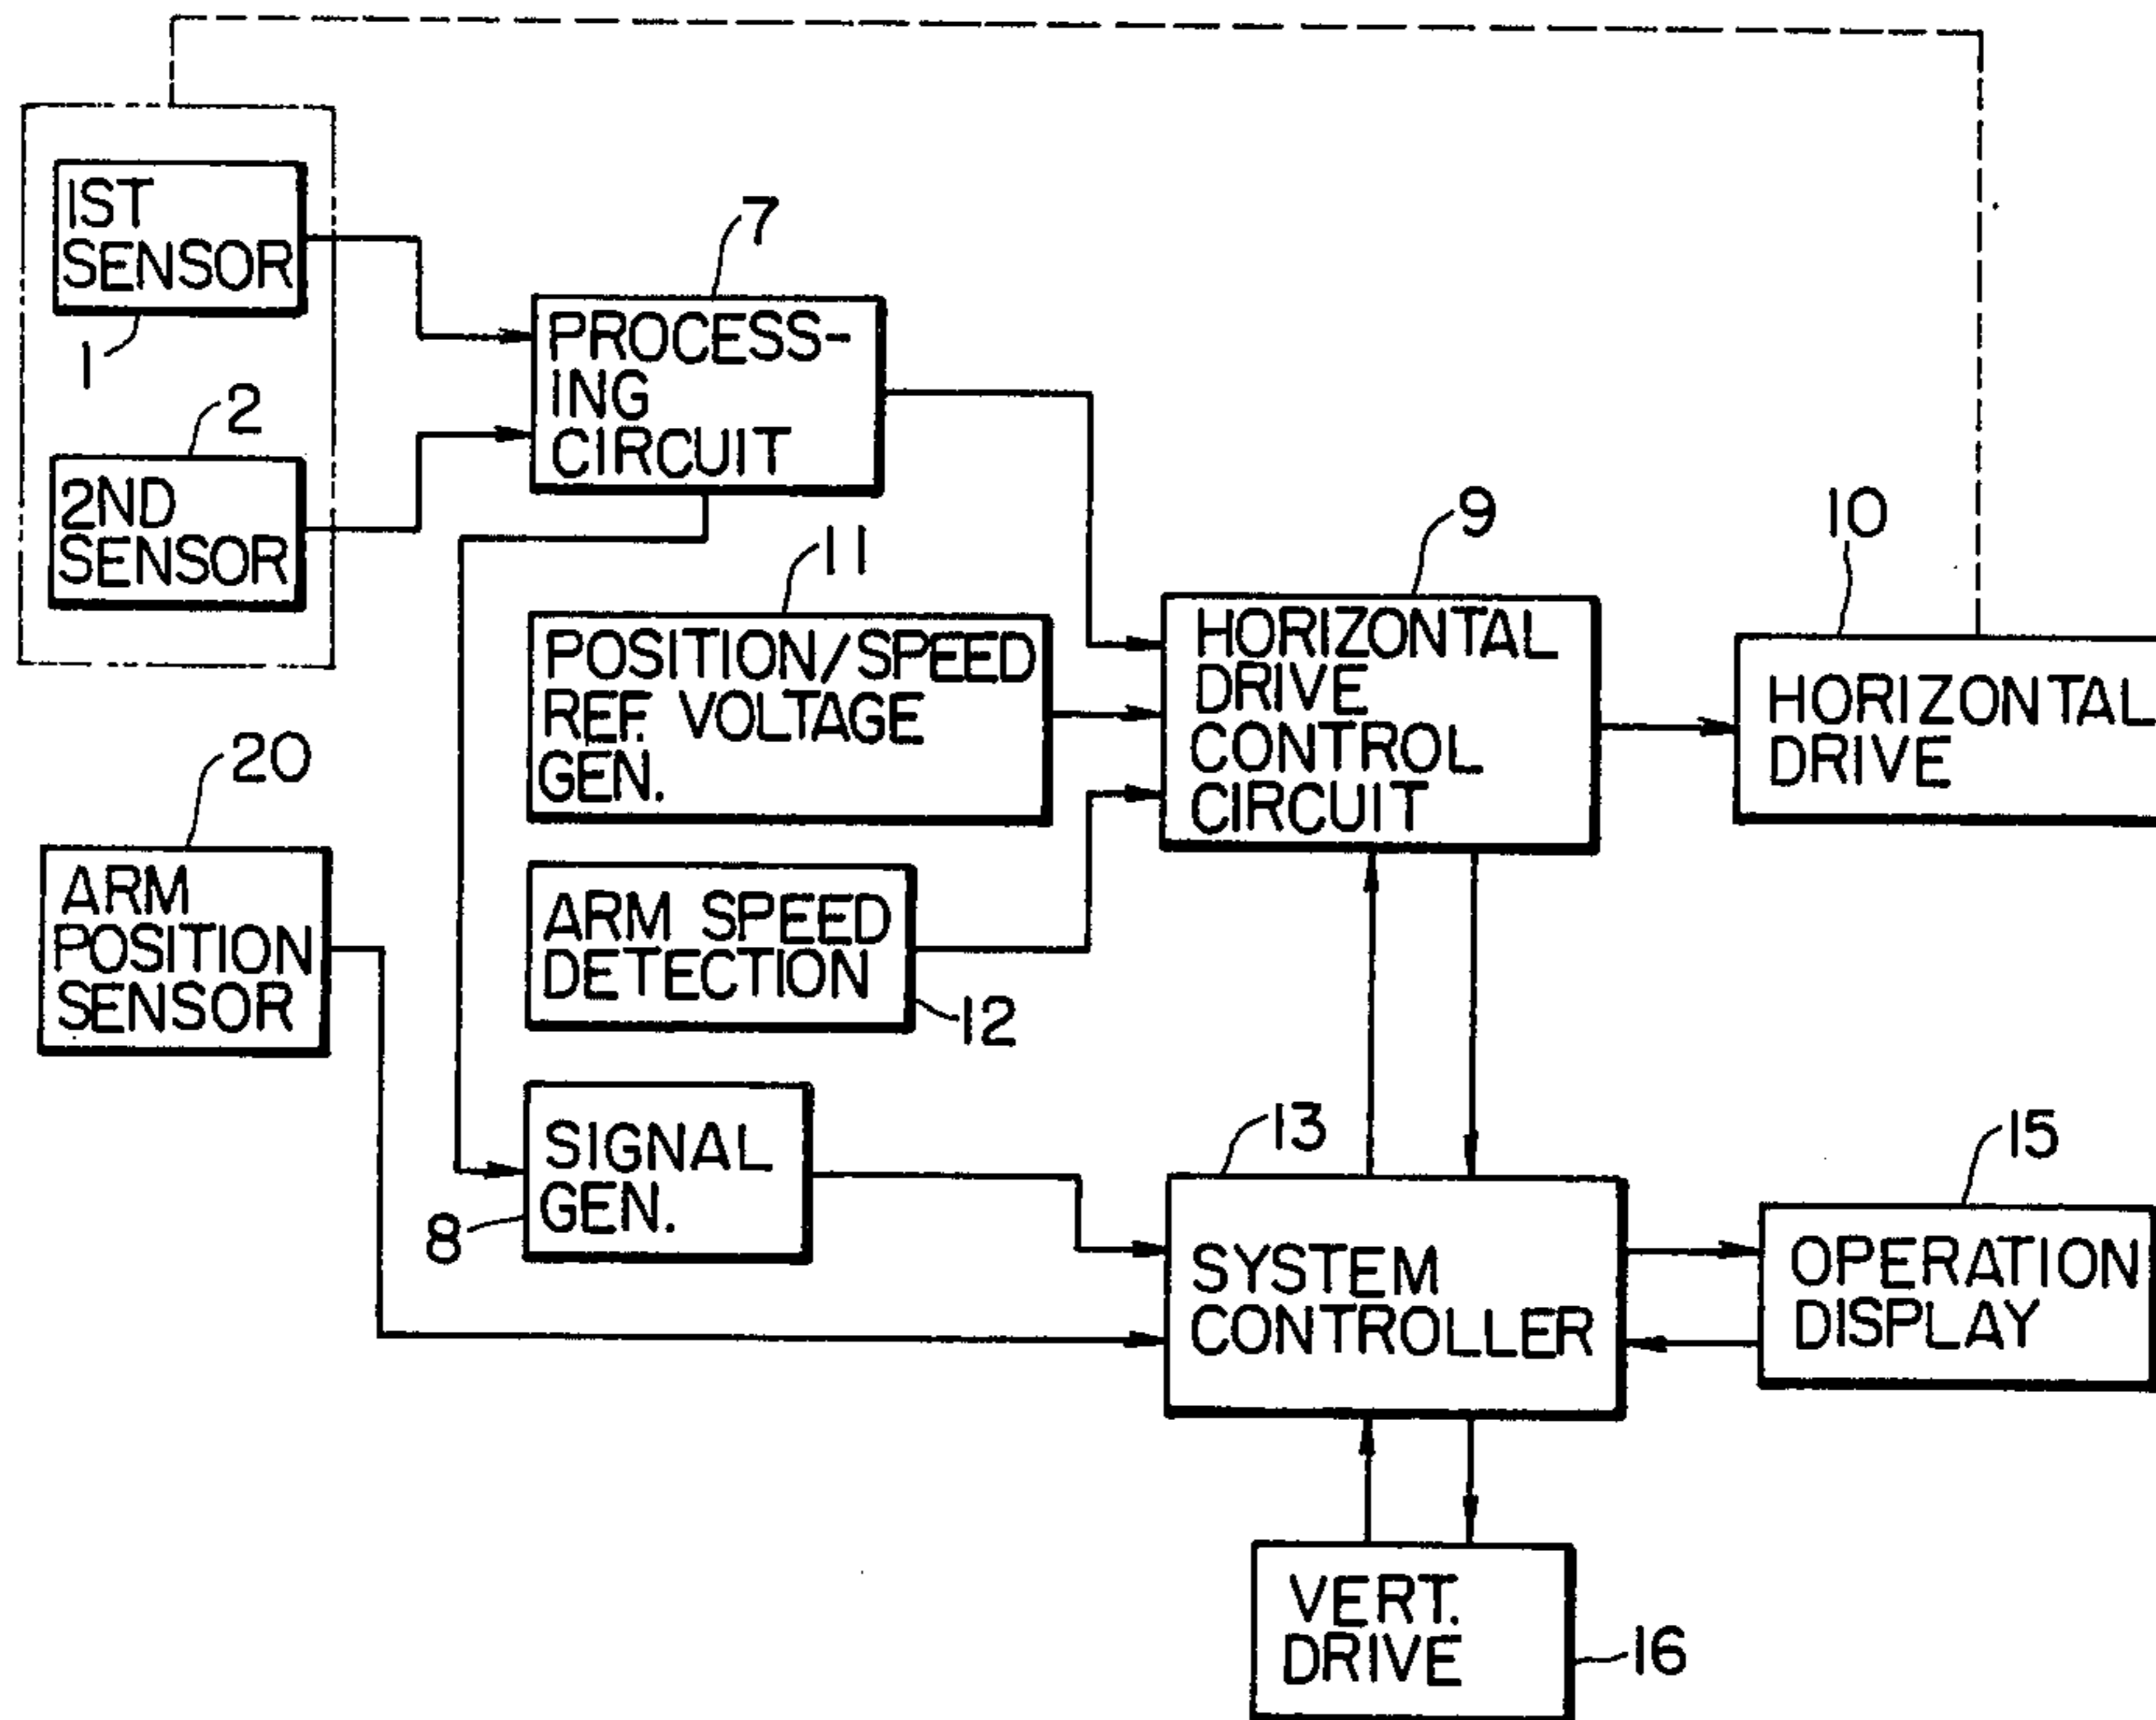 1ST
SENSOR
1
2
2ND
SENSOR
7
PROCESS-
ING
CIRCUIT
11
POSITION/SPEED
REF. VOLTAGE
GEN.
9
HORIZONTAL
DRIVE
CONTROL
CIRCUIT
10
HORIZONTAL
DRIVE
20
ARM
POSITION
SENSOR
ARM SPEED
DETECTION
12
SIGNAL
GEN.
8
13
SYSTEM
CONTROLLER
15
OPERATION
DISPLAY
VERT.
DRIVE
16